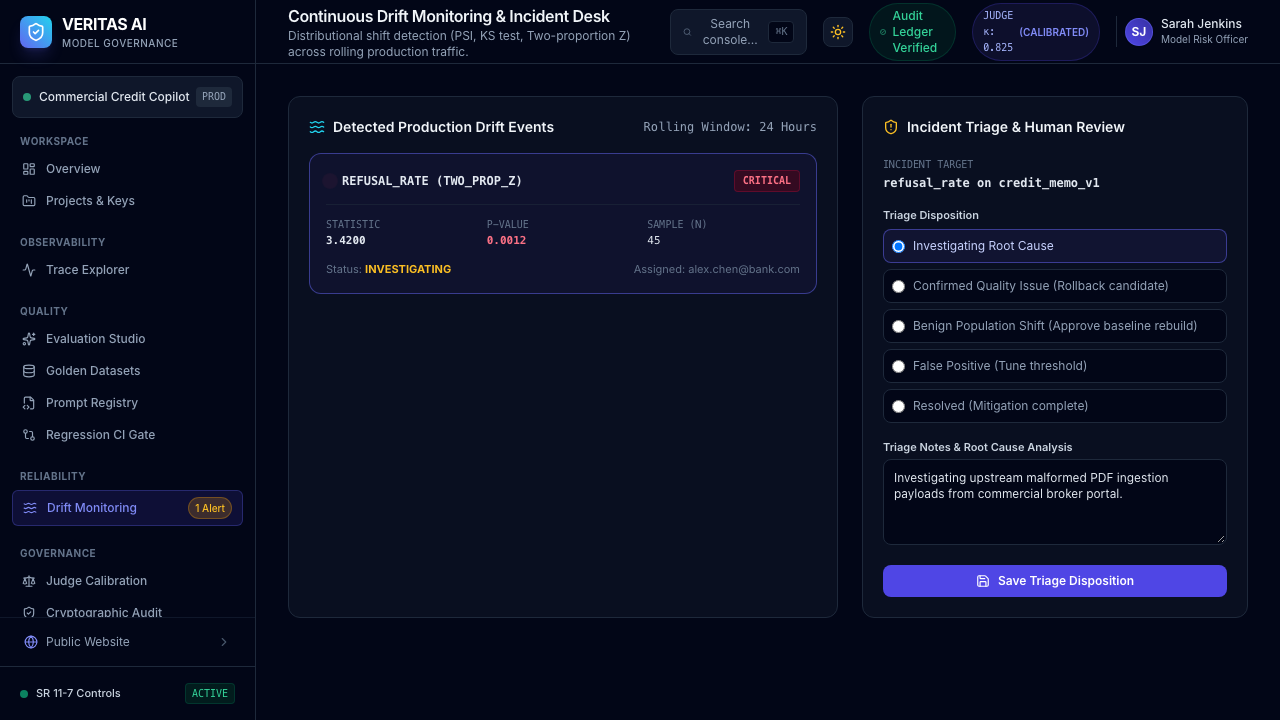 VERITAS AI
MODEL GOVERNANCE
Commercial Credit Copilot PROD
WORKSPACE
Overview
Projects & Keys
OBSERVABILITY
Trace Explorer
QUALITY
Evaluation Studio
Golden Datasets
Prompt Registry
Regression CI Gate
RELIABILITY
Drift Monitoring 1 Alert
GOVERNANCE
Judge Calibration
Cryptographic Audit
Public Website
SR 11-7 Controls ACTIVE
Continuous Drift Monitoring & Incident Desk
Distributional shift detection (PSI, KS test, Two-proportion Z)
across rolling production traffic.
Search
console... ⌘K
Audit
Ledger
Verified
JUDGE
κ:
0.825
(CALIBRATED)
SJ
Sarah Jenkins
Model Risk Officer
Detected Production Drift Events Rolling Window: 24 Hours
REFUSAL_RATE (TWO_PROP_Z) CRITICAL
STATISTIC P-VALUE SAMPLE (N)
3.4200 0.0012 45
Status: INVESTIGATING Assigned: alex.chen@bank.com
Incident Triage & Human Review
INCIDENT TARGET
refusal_rate on credit_memo_v1
Triage Disposition
Investigating Root Cause
Confirmed Quality Issue (Rollback candidate)
Benign Population Shift (Approve baseline rebuild)
False Positive (Tune threshold)
Resolved (Mitigation complete)
Triage Notes & Root Cause Analysis
Investigating upstream malformed PDF ingestion
payloads from commercial broker portal.
Save Triage Disposition